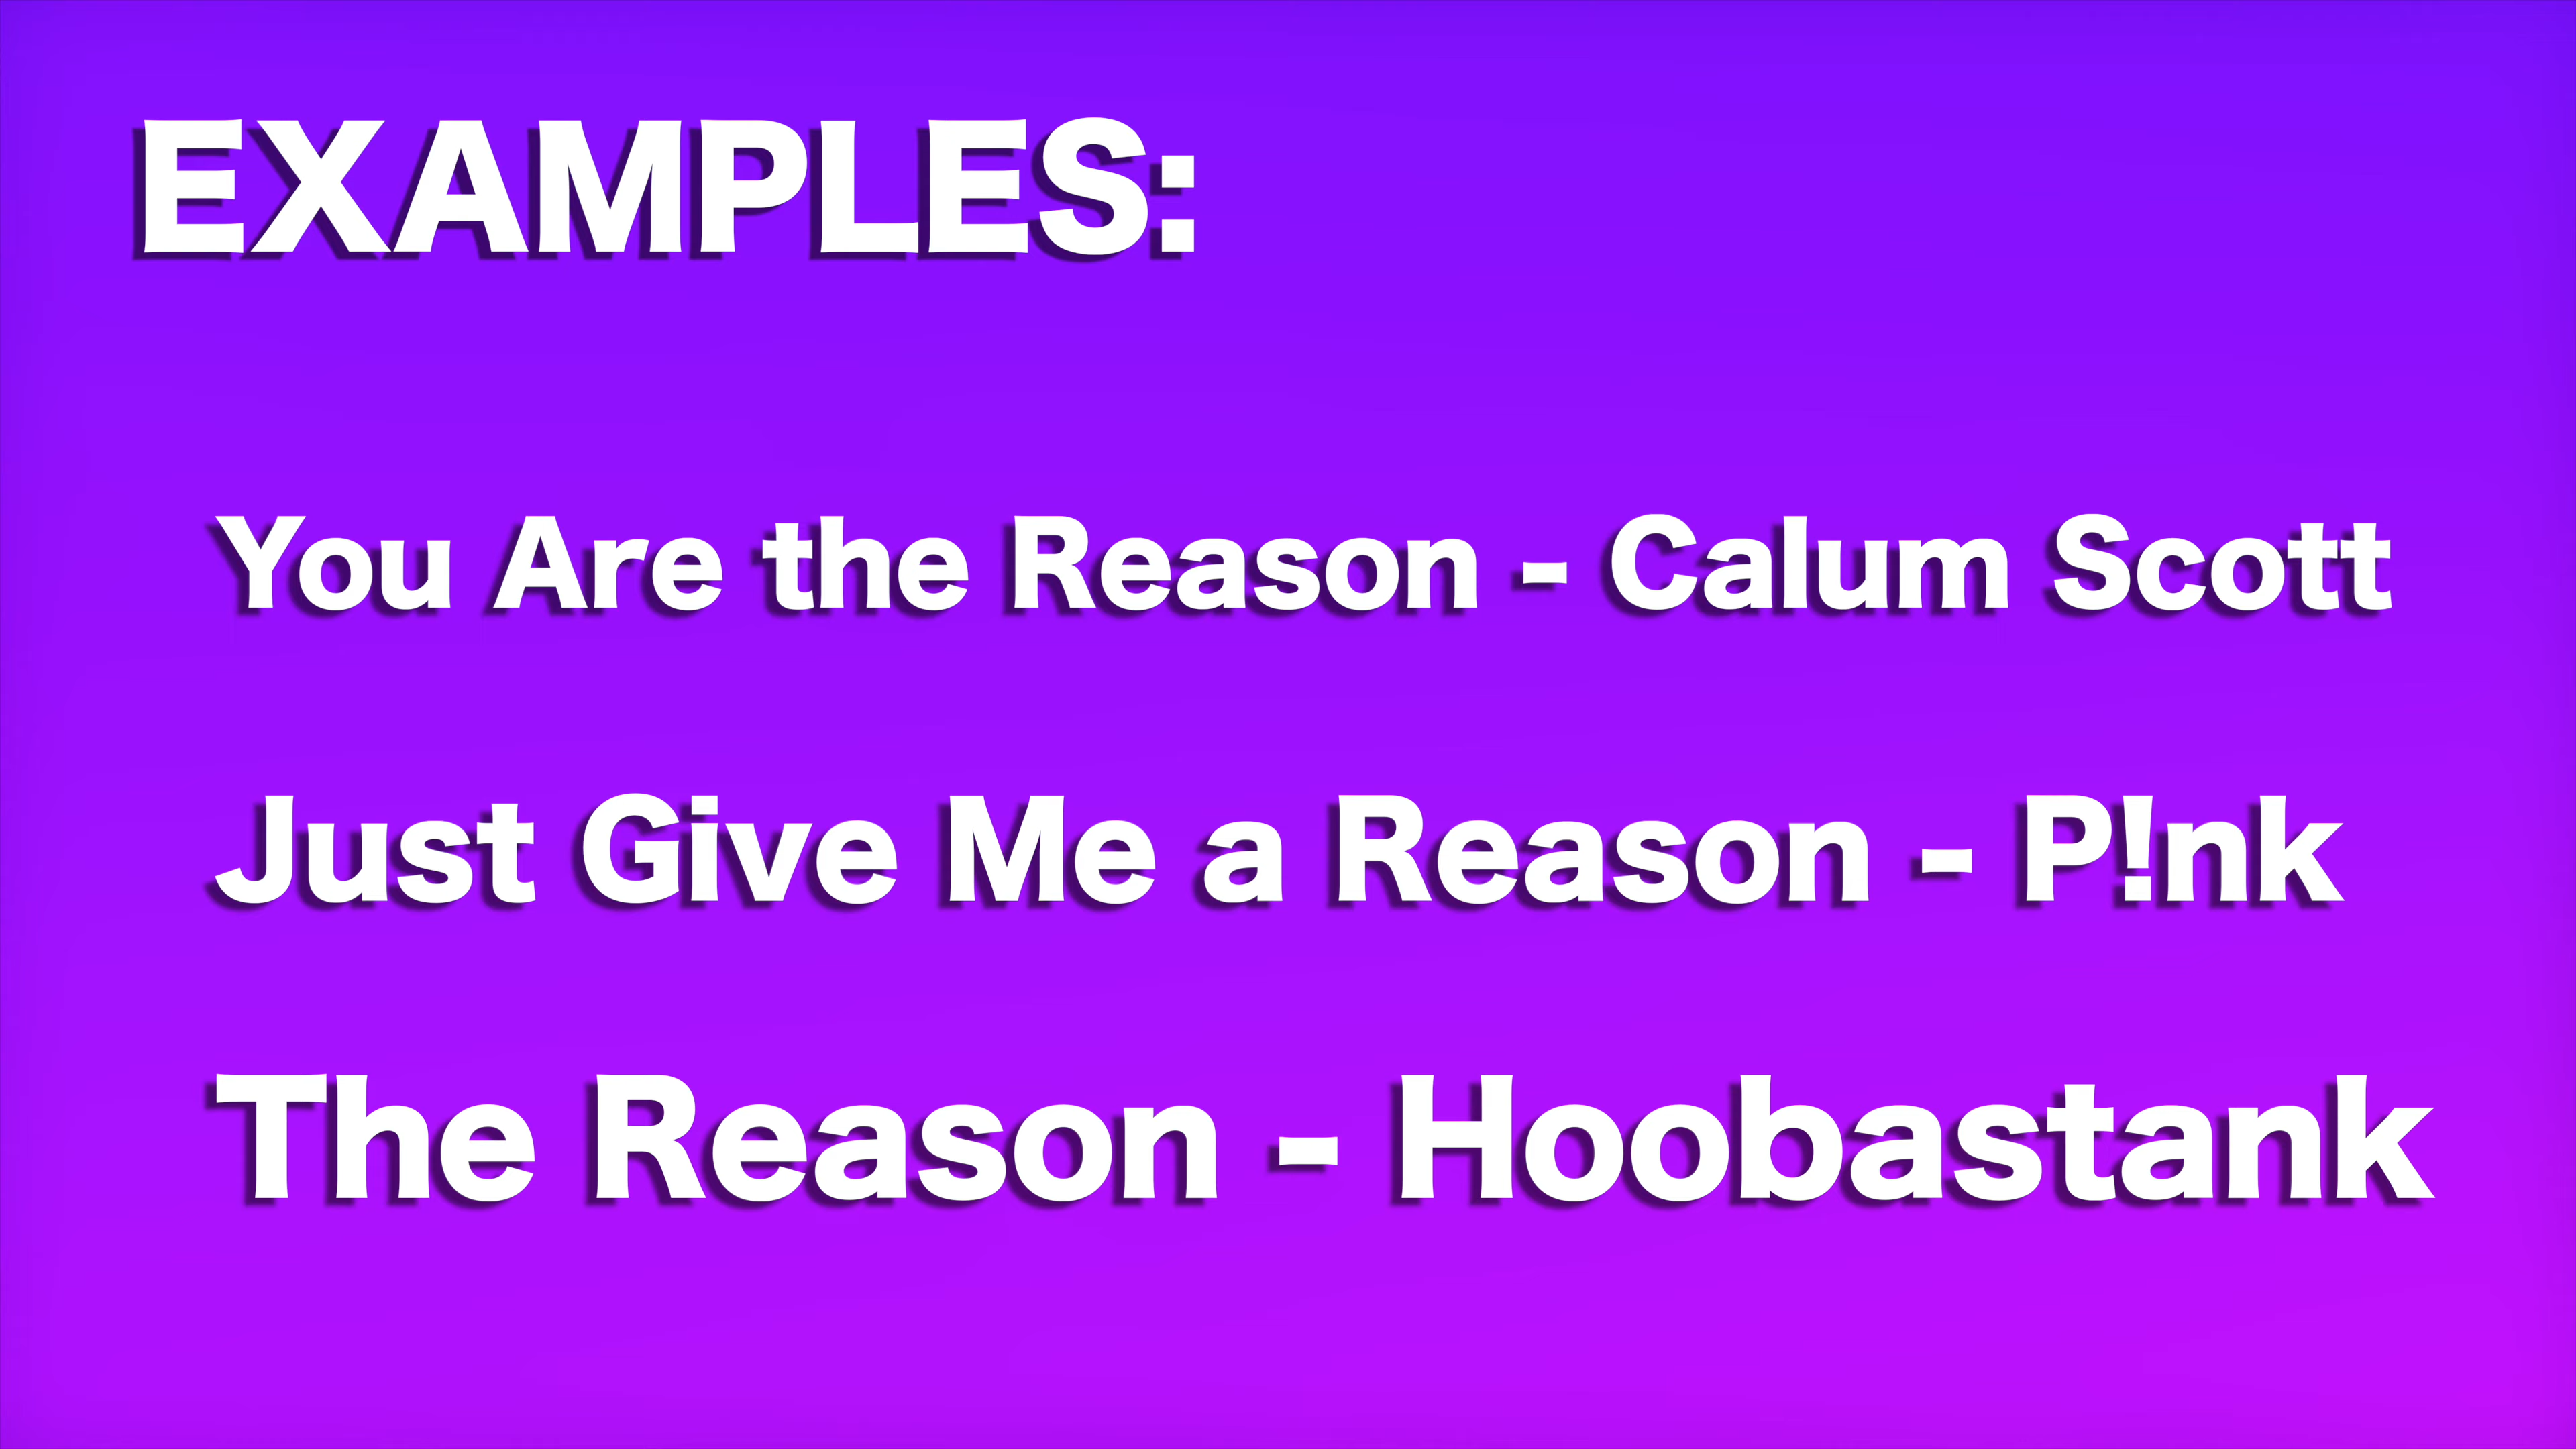 EXAMPLES:
You Are the Reason - Calum Scott
Just Give Me a Reason - P!nk
The Reason - Hoobastank